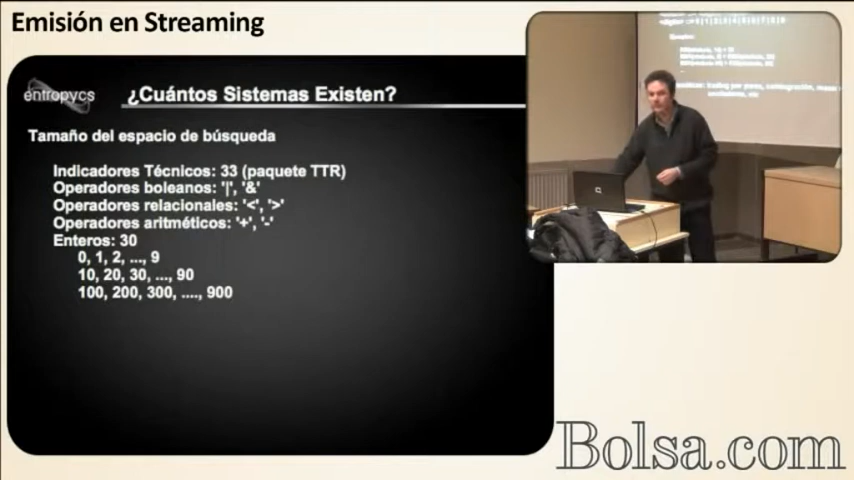 Emisión en Streaming
entropycs
¿Cuántos Sistemas Existen?
Tamaño del espacio de búsqueda
Indicadores Técnicos: 33 (paquete TTR)
Operadores boleanos: '|', '&'
Operadores relacionales: '<', '>'
Operadores aritméticos: '+', '-'
Enteros: 30
0, 1, 2, ..., 9
10, 20, 30, ..., 90
100, 200, 300, ...., 900
Bolsa.com